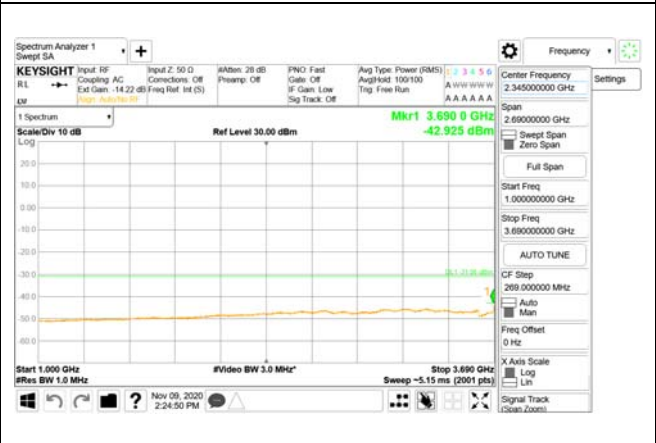 Spectrum Analyzer 1
Swept SA
+
Frequency
KEYSIGHT
RL
Input: RF
Coupling: AC
Ext Gain: -14.22 dB
Align: Auto/No RF
Input Z: 50 Ω
Corrections: Off
Freq Ref: Int (S)
#Atten: 28 dB
Preamp: Off
PNO: Fast
Gate: Off
IF Gain: Low
Sig Track: Off
Avg Type: Power (RMS)
Avg|Hold: 100/100
Trig: Free Run
1 2 3 4 5 6
A W W W W W
A A A A A A
1 Spectrum
Scale/Div 10 dB
Log
Ref Level 30.00 dBm
Mkr1 3.690 0 GHz
-42.925 dBm
20.0
10.0
0.00
-10.0
-20.0
-30.0
-40.0
-50.0
-60.0
1
Start 1.000 GHz
#Res BW 1.0 MHz
#Video BW 3.0 MHz*
Stop 3.690 GHz
Sweep ~5.15 ms (2001 pts)
Nov 09, 2020
2:24:50 PM
Center Frequency
2.345000000 GHz
Settings
Span
2.69000000 GHz
Swept Span
Zero Span
Full Span
Start Freq
1.000000000 GHz
Stop Freq
3.690000000 GHz
AUTO TUNE
CF Step
269.000000 MHz
Auto
Man
Freq Offset
0 Hz
X Axis Scale
Log
Lin
Signal Track
(Span Zoom)